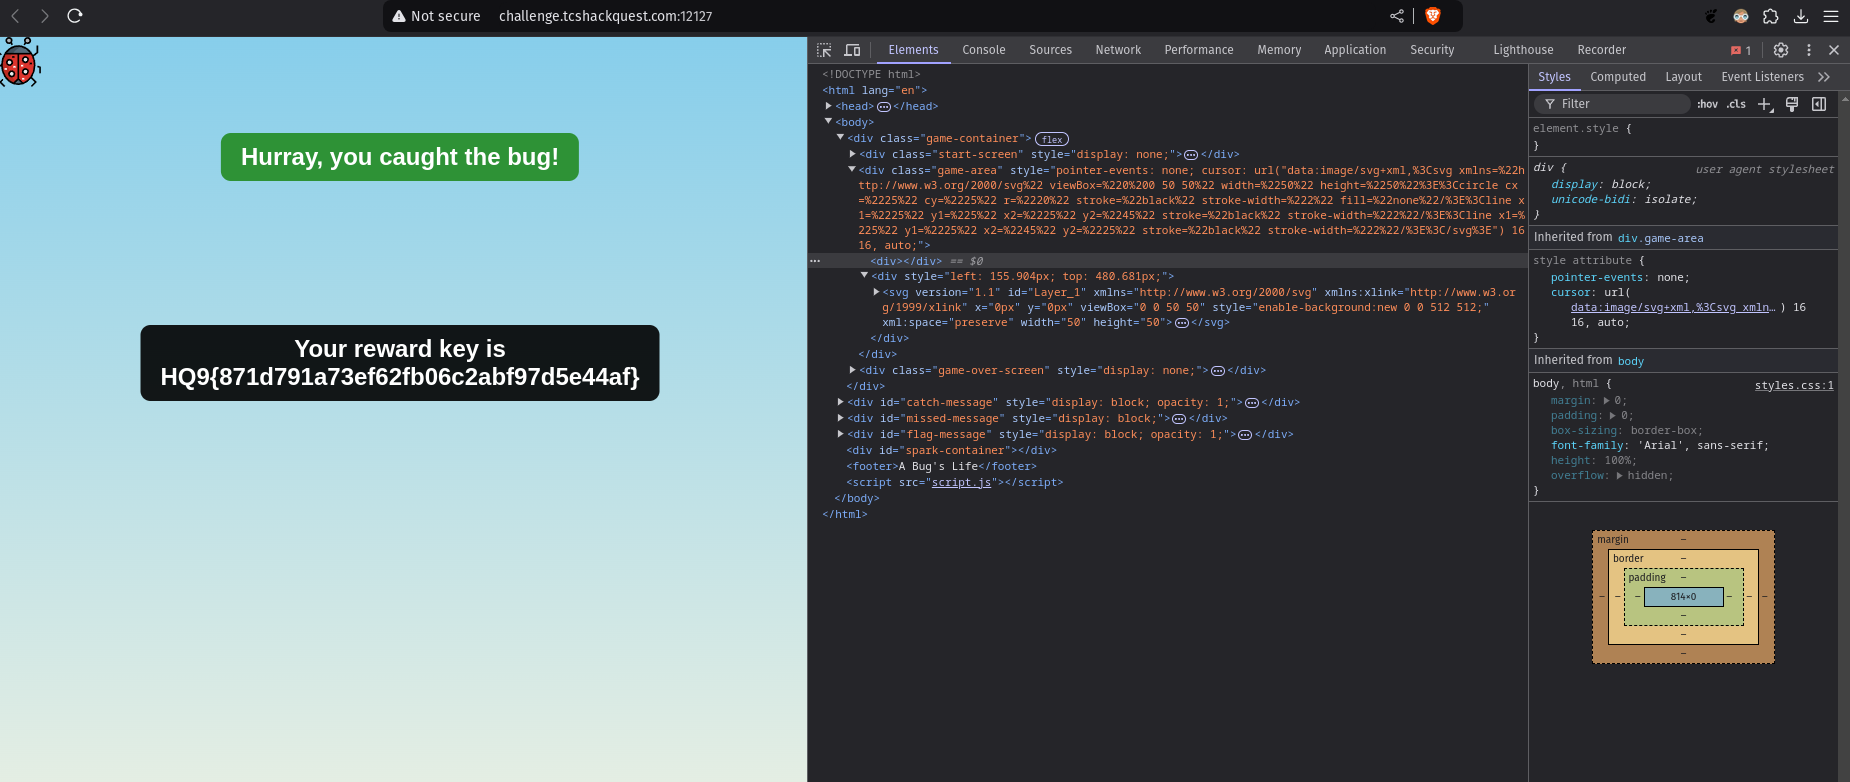 Not secure challenge.tcshackquest.com:12127
Hurray, you caught the bug!
Your reward key is
HQ9{871d791a73ef62fb06c2abf97d5e44af}
Elements Console Sources Network Performance Memory Application Security Lighthouse Recorder 1
<!DOCTYPE html>
<html lang="en">
<head>…</head>
<body>
<div class="game-container"> flex
<div class="start-screen" style="display: none;">…</div>
<div class="game-area" style="pointer-events: none; cursor: url("data:image/svg+xml,%3Csvg xmlns=%22h
ttp://www.w3.org/2000/svg%22 viewBox=%220%200 50 50%22 width=%2250%22 height=%2250%22%3E%3Ccircle cx
=%2225%22 cy=%2225%22 r=%2220%22 stroke=%22black%22 stroke-width=%222%22 fill=%22none%22/%3E%3Cline x
1=%2225%22 y1=%225%22 x2=%2225%22 y2=%2245%22 stroke=%22black%22 stroke-width=%222%22/%3E%3Cline x1=%
225%22 y1=%2225%22 x2=%2245%22 y2=%2225%22 stroke=%22black%22 stroke-width=%222%22/%3E%3C/svg%3E") 16
16, auto;">
<div></div> == $0
<div style="left: 155.904px; top: 480.681px;">
<svg version="1.1" id="Layer_1" xmlns="http://www.w3.org/2000/svg" xmlns:xlink="http://www.w3.or
g/1999/xlink" x="0px" y="0px" viewBox="0 0 50 50" style="enable-background:new 0 0 512 512;"
xml:space="preserve" width="50" height="50">…</svg>
</div>
</div>
<div class="game-over-screen" style="display: none;">…</div>
</div>
<div id="catch-message" style="display: block; opacity: 1;">…</div>
<div id="missed-message" style="display: block;">…</div>
<div id="flag-message" style="display: block; opacity: 1;">…</div>
<div id="spark-container"></div>
<footer>A Bug's Life</footer>
<script src="script.js"></script>
</body>
</html>
Styles Computed Layout Event Listeners
Filter :hov .cls
element.style {
}
div { user agent stylesheet
display: block;
unicode-bidi: isolate;
}
Inherited from div.game-area
style attribute {
pointer-events: none;
cursor: url(
data:image/svg+xml,%3Csvg xmln… ) 16
16, auto;
}
Inherited from body
body, html { styles.css:1
margin: 0;
padding: 0;
box-sizing: border-box;
font-family: 'Arial', sans-serif;
height: 100%;
overflow: hidden;
}
margin –
border –
padding –
– – – 814×0 – – –
–
–
–